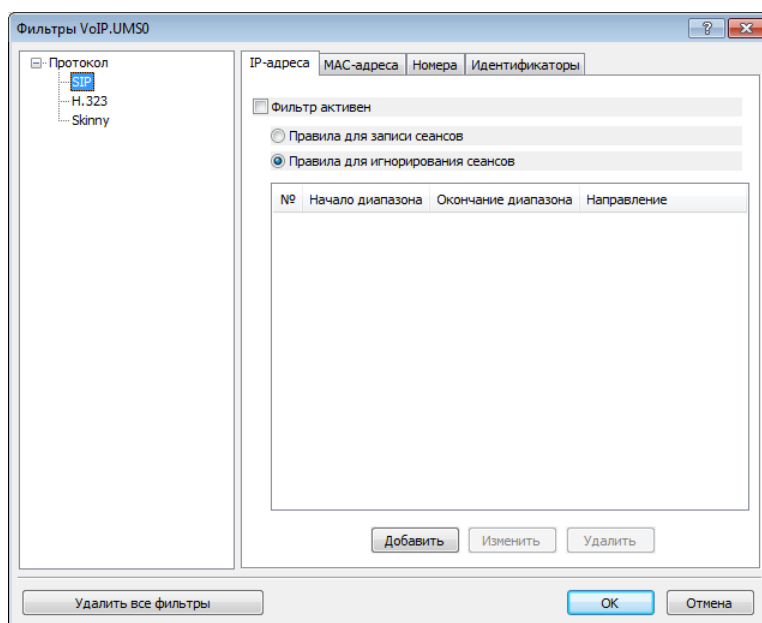 Фильтры VoIP.UMS0
Протокол
SIP
H.323
Skinny
IP-адреса MAC-адреса Номера Идентификаторы
Фильтр активен
Правила для записи сеансов
Правила для игнорирования сеансов
№ Начало диапазона Окончание диапазона Направление
Добавить Изменить Удалить
Удалить все фильтры OK Отмена